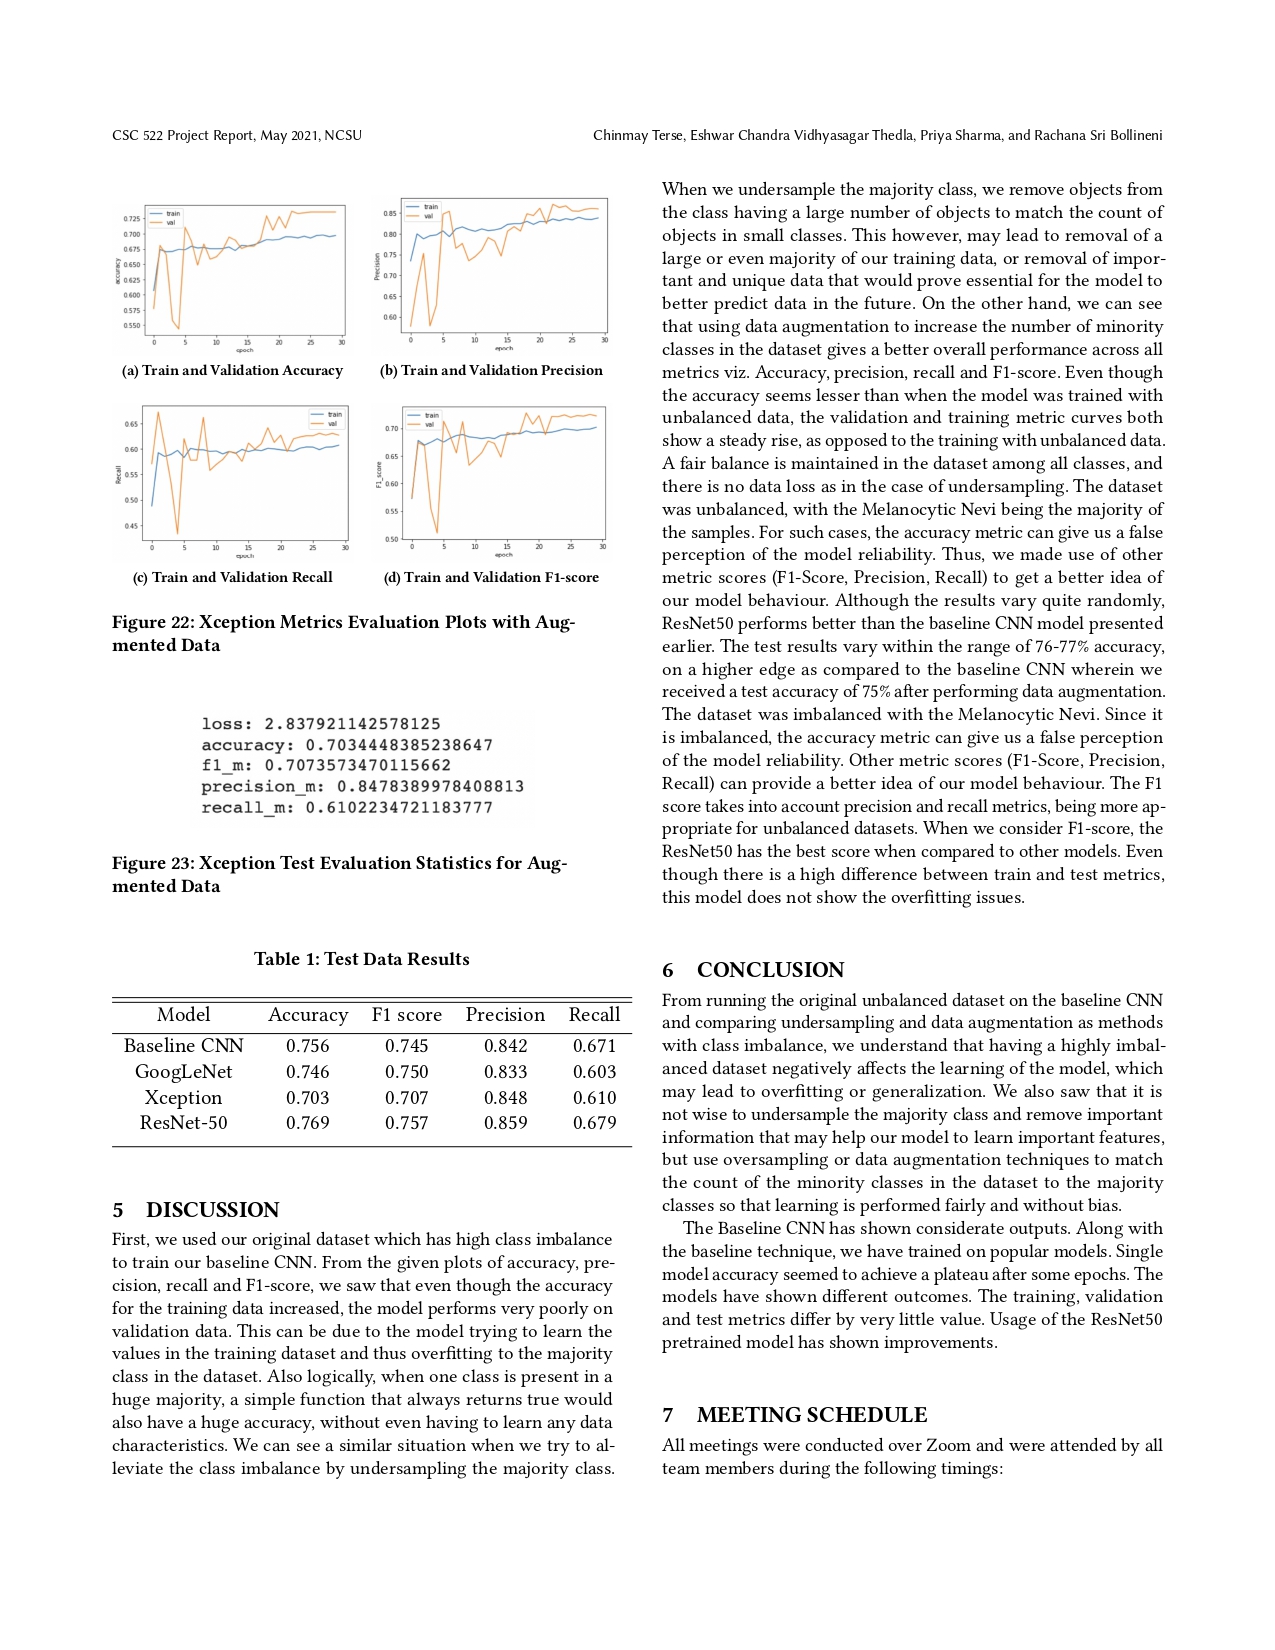 CSC 522 Project Report, May 2021, NCSU
Chinmay Terse, Eshwar Chandra Vidhyasagar Thedla, Priya Sharma, and Rachana Sri Bollineni
train
val
0.725
0.700
0.675
0.650
0.625
0.600
0.575
0.550
accuracy
0 5 10 15 20 25 30
epoch
(a) Train and Validation Accuracy
train
val
0.85
0.80
0.75
0.70
0.65
0.60
Precision
0 5 10 15 20 25 30
epoch
(b) Train and Validation Precision
train
val
0.65
0.60
0.55
0.50
0.45
Recall
0 5 10 15 20 25 30
epoch
(c) Train and Validation Recall
train
val
0.70
0.65
0.60
0.55
0.50
F1_score
0 5 10 15 20 25 30
epoch
(d) Train and Validation F1-score
Figure 22: Xception Metrics Evaluation Plots with Aug-
mented Data
loss: 2.837921142578125
accuracy: 0.7034448385238647
f1_m: 0.7073573470115662
precision_m: 0.8478389978408813
recall_m: 0.6102234721183777
Figure 23: Xception Test Evaluation Statistics for Aug-
mented Data
Table 1: Test Data Results
Model Accuracy F1 score Precision Recall
Baseline CNN 0.756 0.745 0.842 0.671
GoogLeNet 0.746 0.750 0.833 0.603
Xception 0.703 0.707 0.848 0.610
ResNet-50 0.769 0.757 0.859 0.679
5 DISCUSSION
First, we used our original dataset which has high class imbalance
to train our baseline CNN. From the given plots of accuracy, pre-
cision, recall and F1-score, we saw that even though the accuracy
for the training data increased, the model performs very poorly on
validation data. This can be due to the model trying to learn the
values in the training dataset and thus overfitting to the majority
class in the dataset. Also logically, when one class is present in a
huge majority, a simple function that always returns true would
also have a huge accuracy, without even having to learn any data
characteristics. We can see a similar situation when we try to al-
leviate the class imbalance by undersampling the majority class.
When we undersample the majority class, we remove objects from
the class having a large number of objects to match the count of
objects in small classes. This however, may lead to removal of a
large or even majority of our training data, or removal of impor-
tant and unique data that would prove essential for the model to
better predict data in the future. On the other hand, we can see
that using data augmentation to increase the number of minority
classes in the dataset gives a better overall performance across all
metrics viz. Accuracy, precision, recall and F1-score. Even though
the accuracy seems lesser than when the model was trained with
unbalanced data, the validation and training metric curves both
show a steady rise, as opposed to the training with unbalanced data.
A fair balance is maintained in the dataset among all classes, and
there is no data loss as in the case of undersampling. The dataset
was unbalanced, with the Melanocytic Nevi being the majority of
the samples. For such cases, the accuracy metric can give us a false
perception of the model reliability. Thus, we made use of other
metric scores (F1-Score, Precision, Recall) to get a better idea of
our model behaviour. Although the results vary quite randomly,
ResNet50 performs better than the baseline CNN model presented
earlier. The test results vary within the range of 76-77% accuracy,
on a higher edge as compared to the baseline CNN wherein we
received a test accuracy of 75% after performing data augmentation.
The dataset was imbalanced with the Melanocytic Nevi. Since it
is imbalanced, the accuracy metric can give us a false perception
of the model reliability. Other metric scores (F1-Score, Precision,
Recall) can provide a better idea of our model behaviour. The F1
score takes into account precision and recall metrics, being more ap-
propriate for unbalanced datasets. When we consider F1-score, the
ResNet50 has the best score when compared to other models. Even
though there is a high difference between train and test metrics,
this model does not show the overfitting issues.
6 CONCLUSION
From running the original unbalanced dataset on the baseline CNN
and comparing undersampling and data augmentation as methods
with class imbalance, we understand that having a highly imbal-
anced dataset negatively affects the learning of the model, which
may lead to overfitting or generalization. We also saw that it is
not wise to undersample the majority class and remove important
information that may help our model to learn important features,
but use oversampling or data augmentation techniques to match
the count of the minority classes in the dataset to the majority
classes so that learning is performed fairly and without bias.
The Baseline CNN has shown considerate outputs. Along with
the baseline technique, we have trained on popular models. Single
model accuracy seemed to achieve a plateau after some epochs. The
models have shown different outcomes. The training, validation
and test metrics differ by very little value. Usage of the ResNet50
pretrained model has shown improvements.
7 MEETING SCHEDULE
All meetings were conducted over Zoom and were attended by all
team members during the following timings: